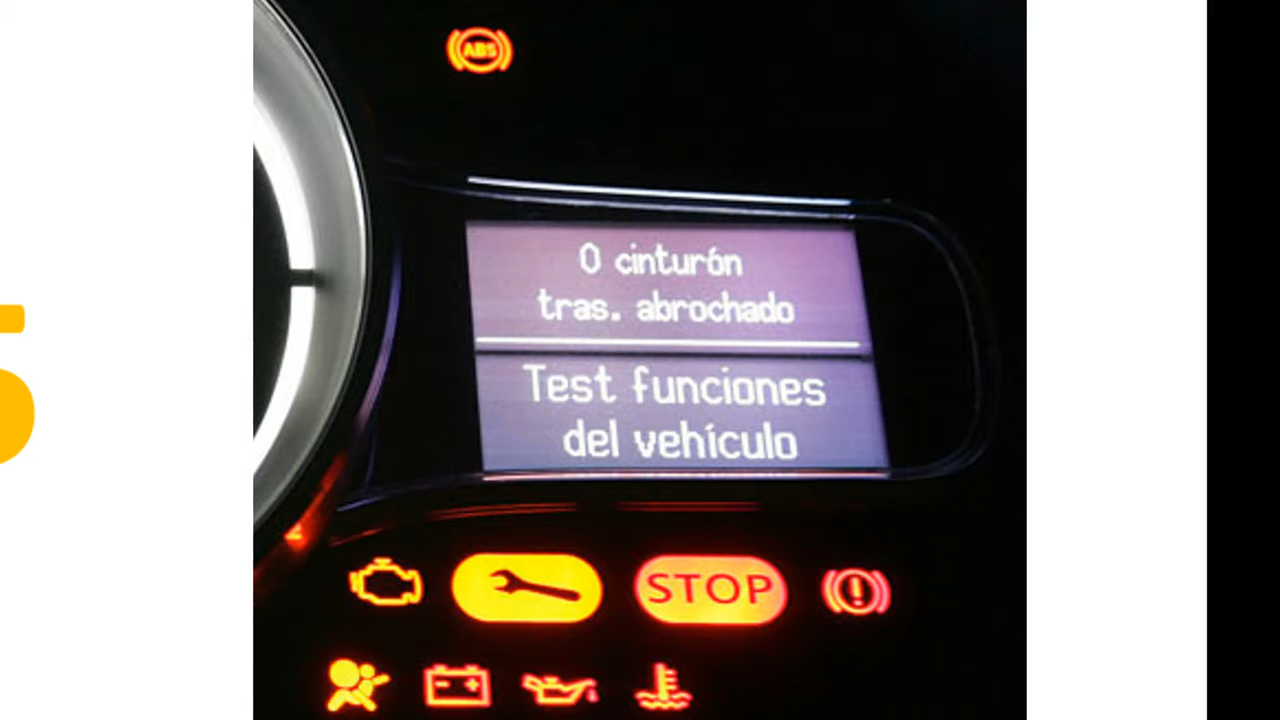 ABS
0 cinturón
tras. abrochado
Test funciones
del vehículo
STOP